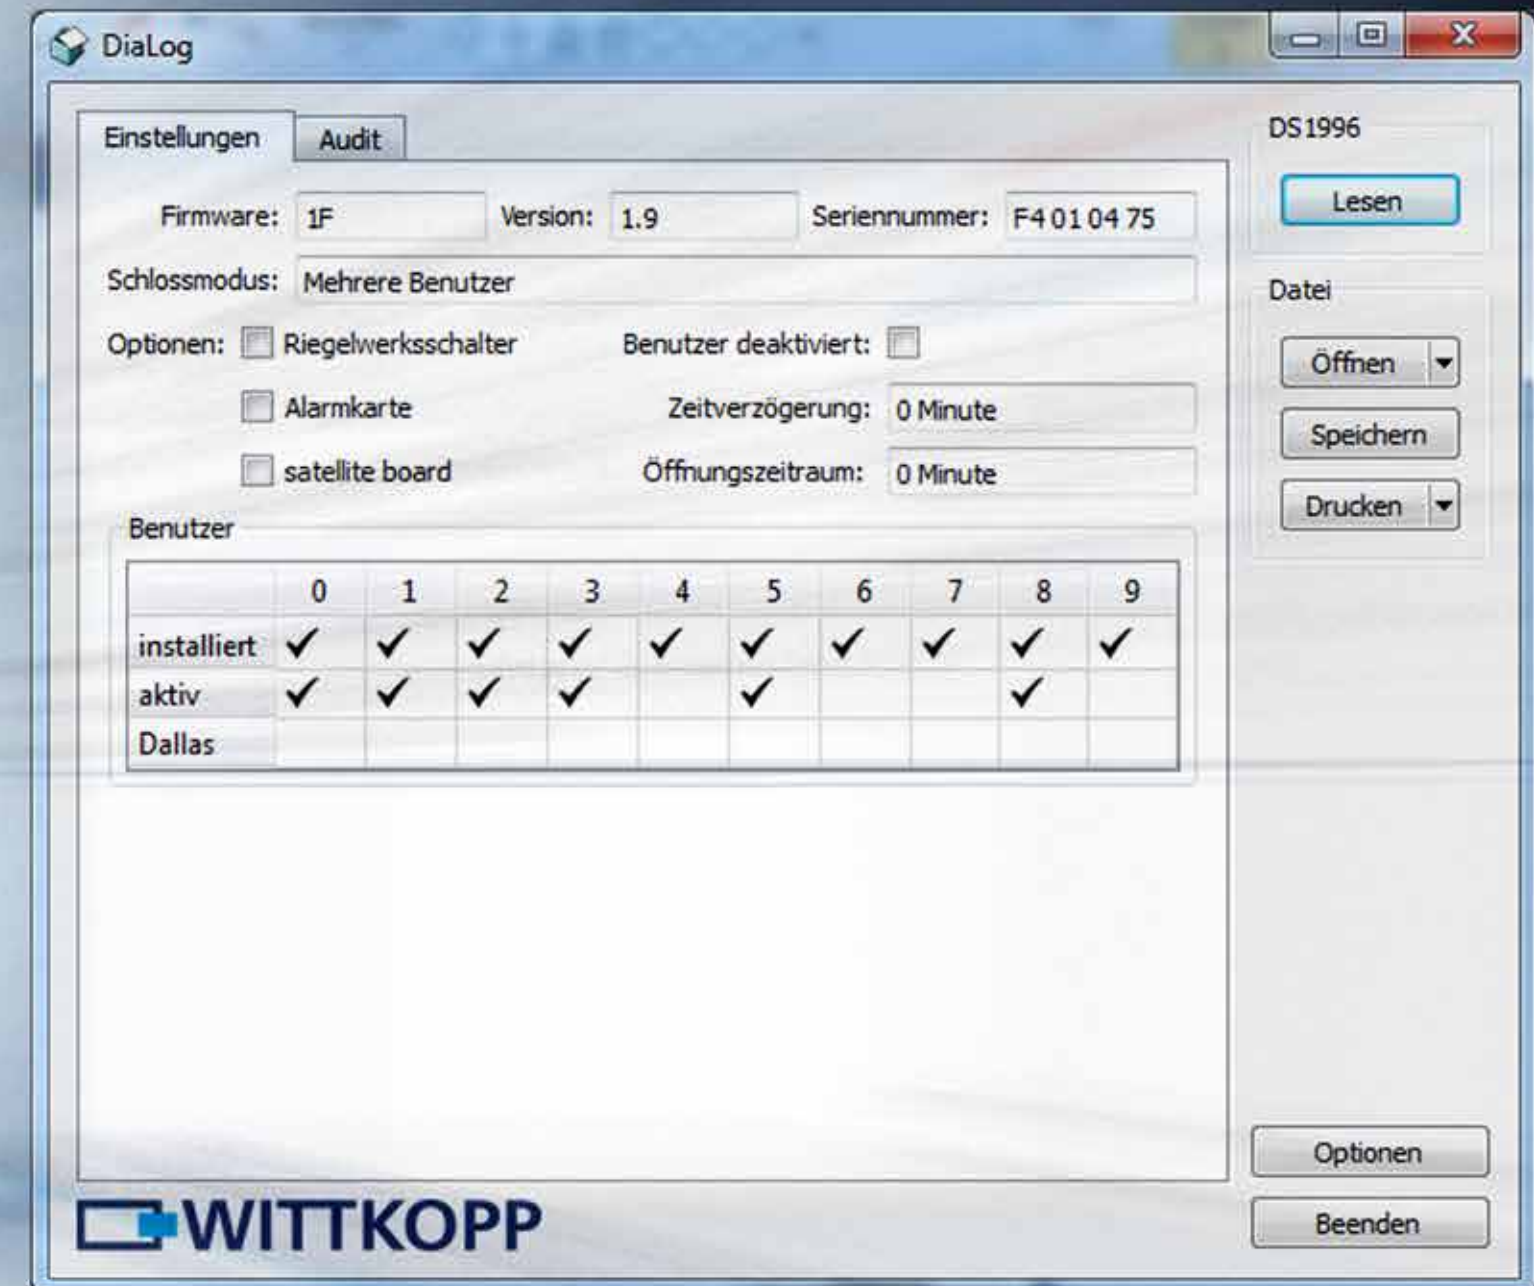 DiaLog
Einstellungen Audit
Firmware: 1F Version: 1.9 Seriennummer: F4 01 04 75
Schlossmodus: Mehrere Benutzer
Optionen: Riegelwerksschalter Benutzer deaktiviert:
Alarmkarte Zeitverzögerung: 0 Minute
satellite board Öffnungszeitraum: 0 Minute
Benutzer
0 1 2 3 4 5 6 7 8 9
installiert ✓ ✓ ✓ ✓ ✓ ✓ ✓ ✓ ✓ ✓
aktiv ✓ ✓ ✓ ✓ ✓ ✓
Dallas
DS1996
Lesen
Datei
Öffnen
Speichern
Drucken
Optionen
Beenden
WITTKOPP